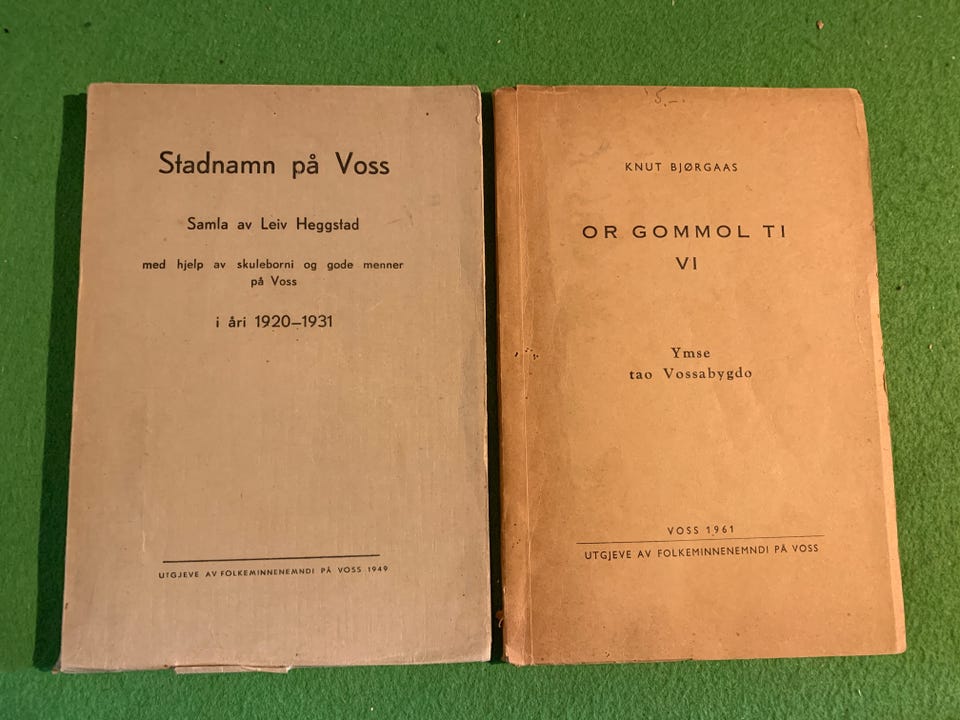 Stadnamn på Voss
Samla av Leiv Heggstad
med hjelp av skuleborni og gode menner
på Voss
i åri 1920–1931
UTGJEVE AV FOLKEMINNENEMNDI PÅ VOSS 1949
5,-.
KNUT BJØRGAAS
OR GOMMOL TI
VI
Ymse
tao Vossabygdo
VOSS 1961
UTGJEVE AV FOLKEMINNENEMNDI PÅ VOSS